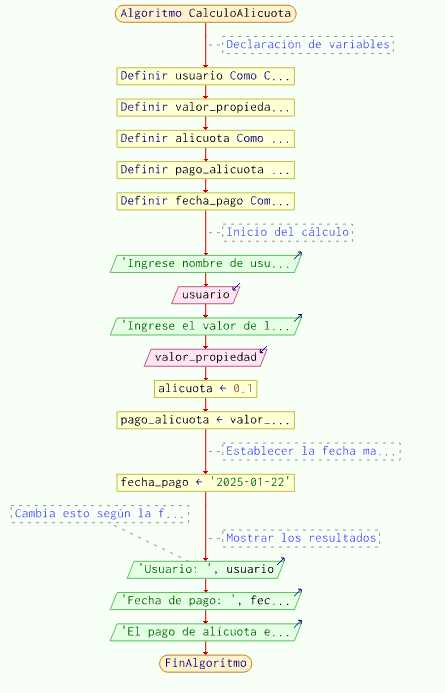 Algoritmo CalculoAlicuota
Declaración de variables
Definir usuario Como C...
Definir valor_propieda...
Definir alicuota Como ...
Definir pago_alicuota ...
Definir fecha_pago Com...
Inicio del cálculo
'Ingrese nombre de usu...
usuario
'Ingrese el valor de l...
valor_propiedad
alicuota ← 0.1
pago_alicuota ← valor_...
Establecer la fecha ma...
fecha_pago ← '2025-01-22'
Cambia esto según la f...
Mostrar los resultados
'Usuario: ', usuario
'Fecha de pago: ', fec...
'El pago de alícuota e...
FinAlgoritmo